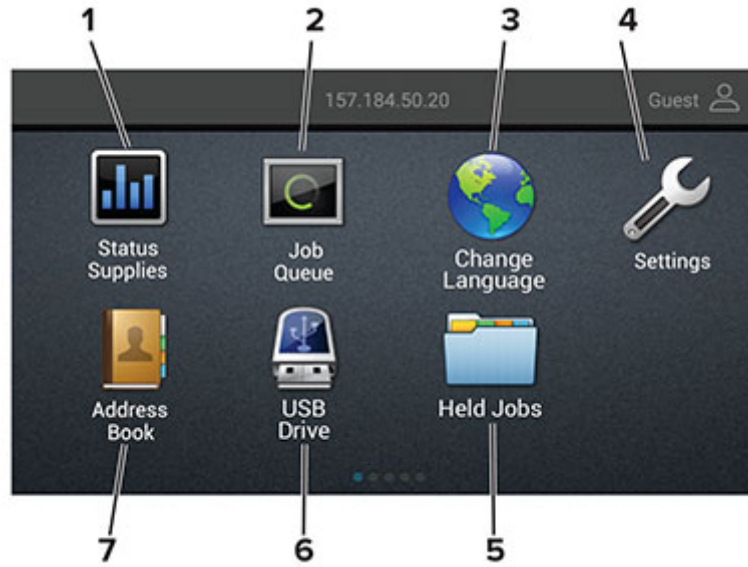 1 2 3 4
157.184.50.20 Guest
Status
Supplies
Job
Queue
Change
Language
Settings
Address
Book
USB
Drive
Held Jobs
7 6 5